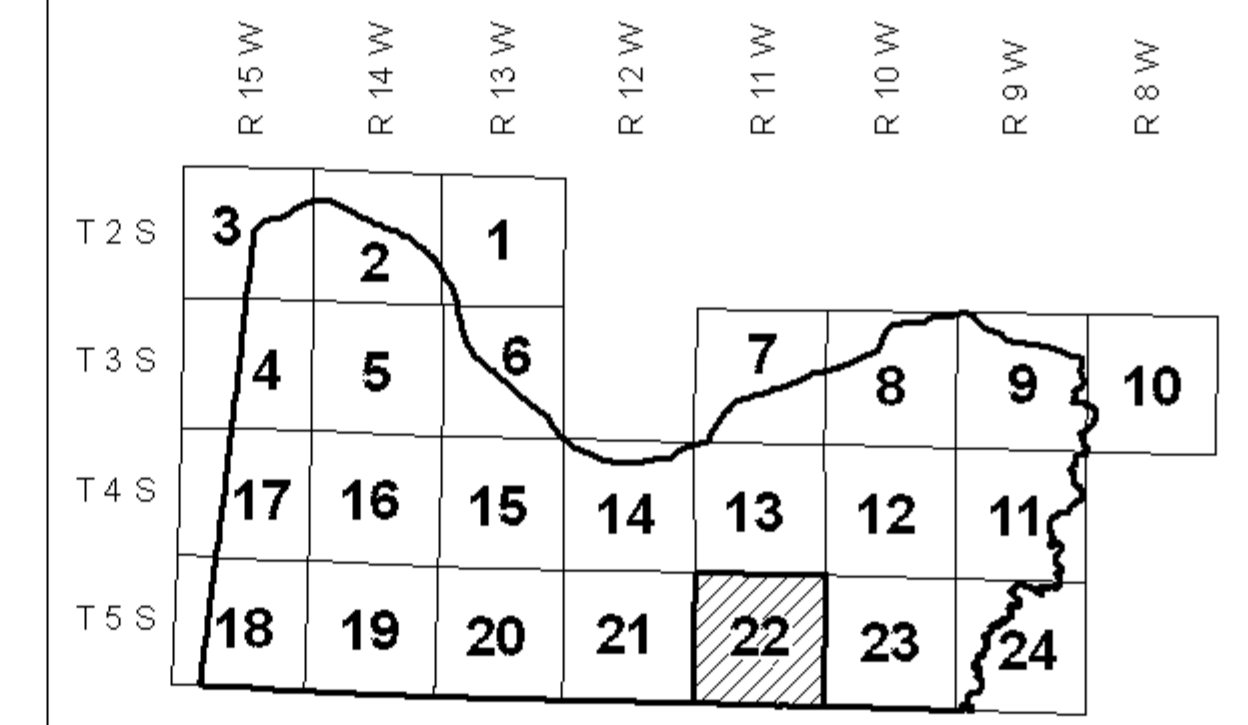 R 15 W R 14 W R 13 W R 12 W R 11 W R 10 W R 9 W R 8 W
T 2 S 3 2 1
T 3 S 4 5 6 7 8 9 10
T 4 S 17 16 15 14 13 12 11
T 5 S 18 19 20 21 22 23 24